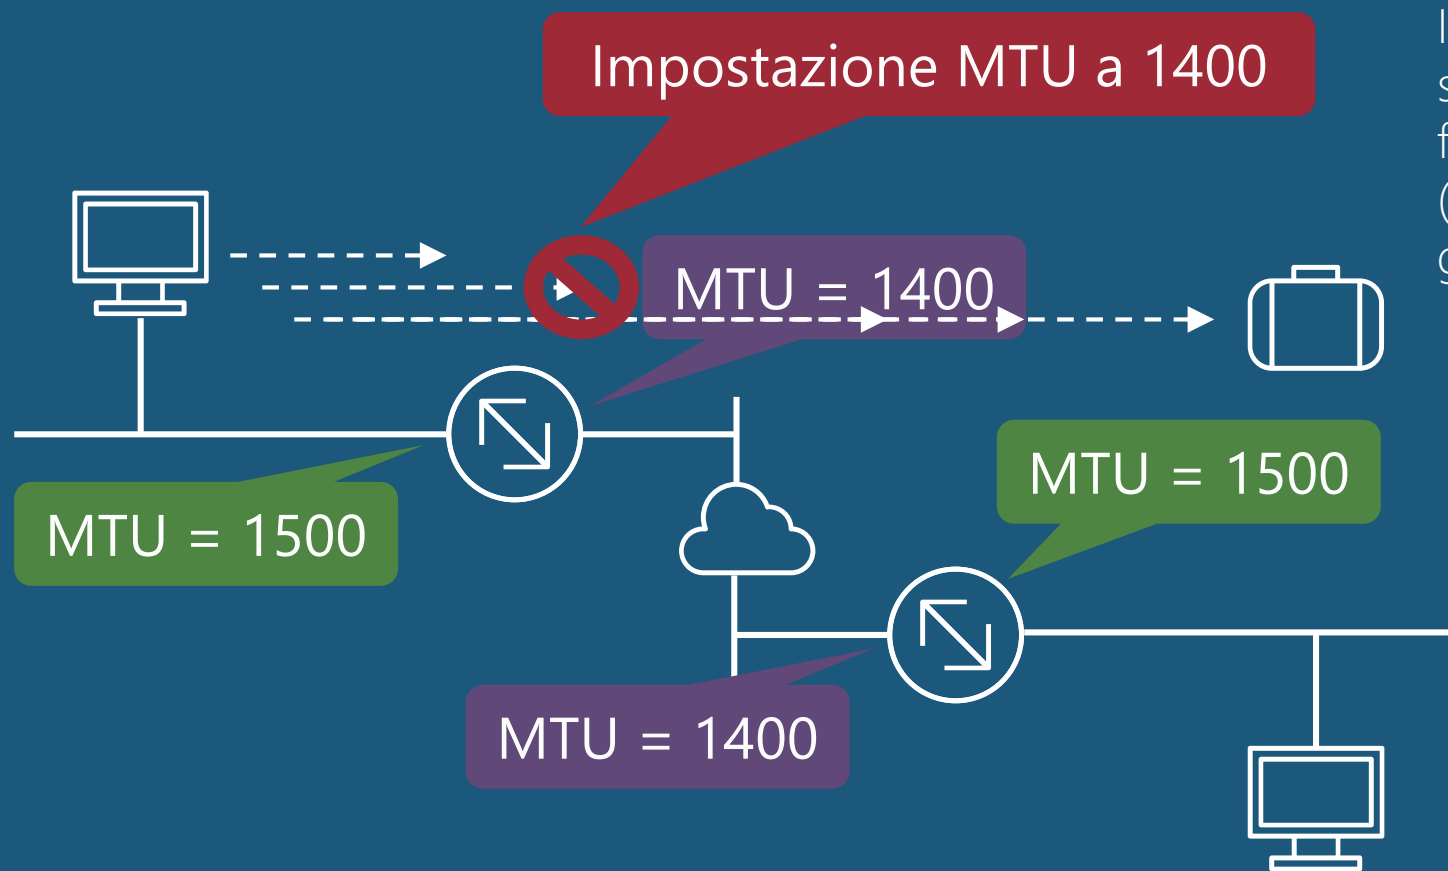 Impostazione MTU a 1400
MTU = 1400
MTU = 1500
MTU = 1500
MTU = 1400